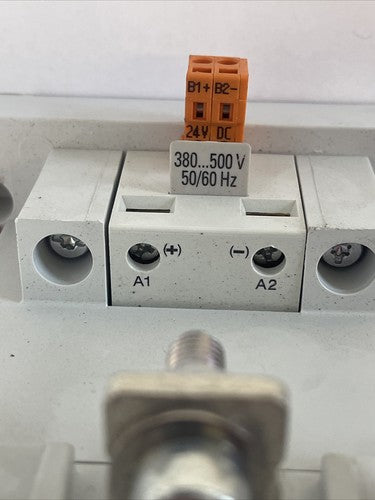 B1+ B2-
24V DC
380...500 V
50/60 Hz
(+) (-)
A1 A2